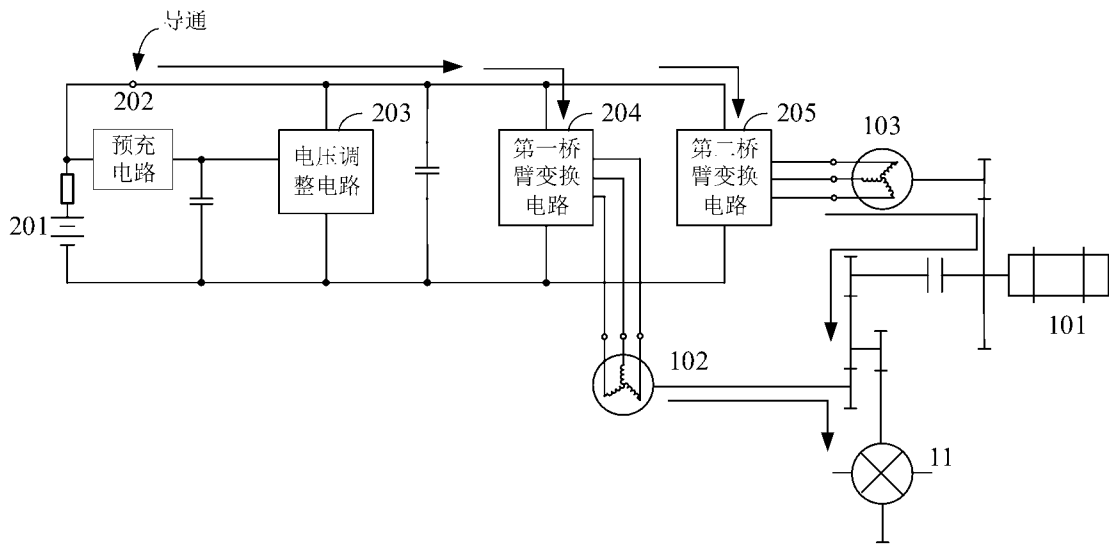 导通
202
203
204
205
103
预充
电路
电压调
整电路
第一桥
臂变换
电路
第二桥
臂变换
电路
201
101
102
11